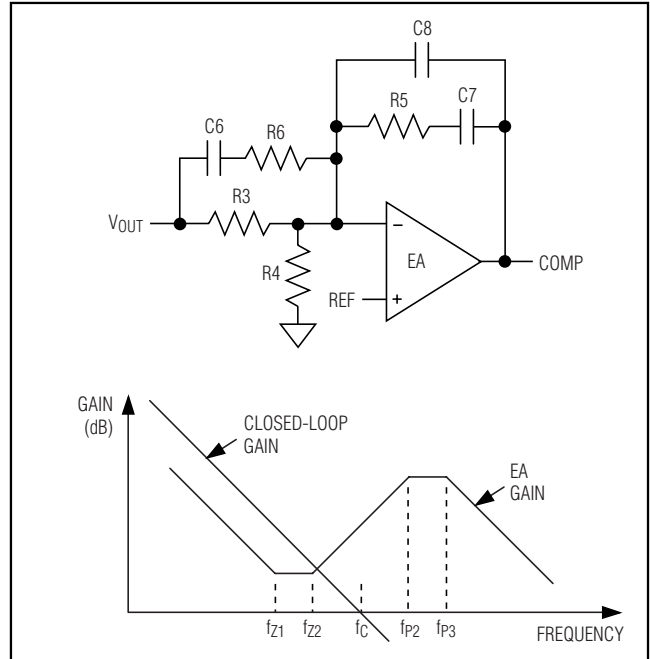 C8
R5
C7
C6
R6
R3
VOUT
R4
−
EA
COMP
REF
+
GAIN
(dB)
CLOSED-LOOP
GAIN
EA
GAIN
fZ1
fZ2
fC
fP2
fP3
FREQUENCY